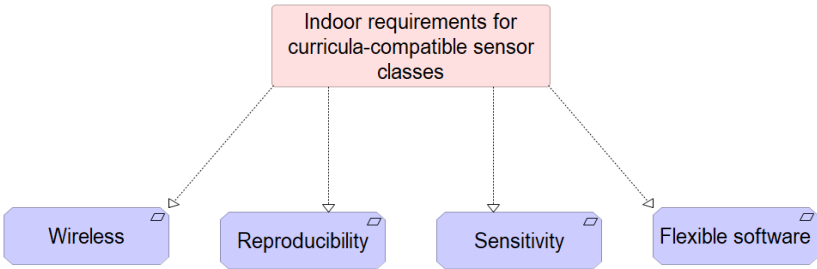 Indoor requirements for
curricula-compatible sensor
classes
Wireless
Reproducibility
Sensitivity
Flexible software